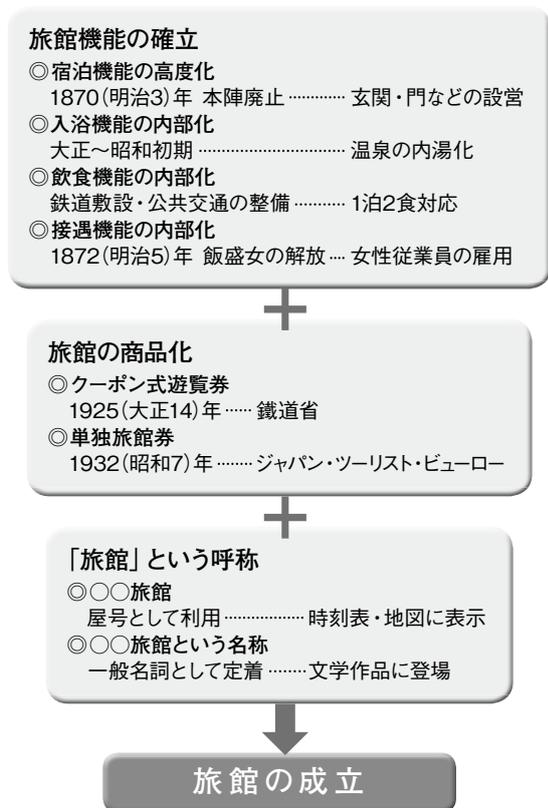 旅館機能の確立
◎宿泊機能の高度化
1870(明治3)年 本陣廃止 ············ 玄関・門などの設営
◎入浴機能の内部化
大正〜昭和初期 ································ 温泉の内湯化
◎飲食機能の内部化
鉄道敷設・公共交通の整備 ··········· 1泊2食対応
◎接遇機能の内部化
1872(明治5)年 飯盛女の解放 ···· 女性従業員の雇用
+
旅館の商品化
◎クーポン式遊覧券
1925(大正14)年 ······ 鐵道省
◎単独旅館券
1932(昭和7)年 ········ ジャパン・ツーリスト・ビューロー
+
「旅館」という呼称
◎○○旅館
屋号として利用 ·················· 時刻表・地図に表示
◎○○旅館という名称
一般名詞として定着 ········ 文学作品に登場
旅館の成立